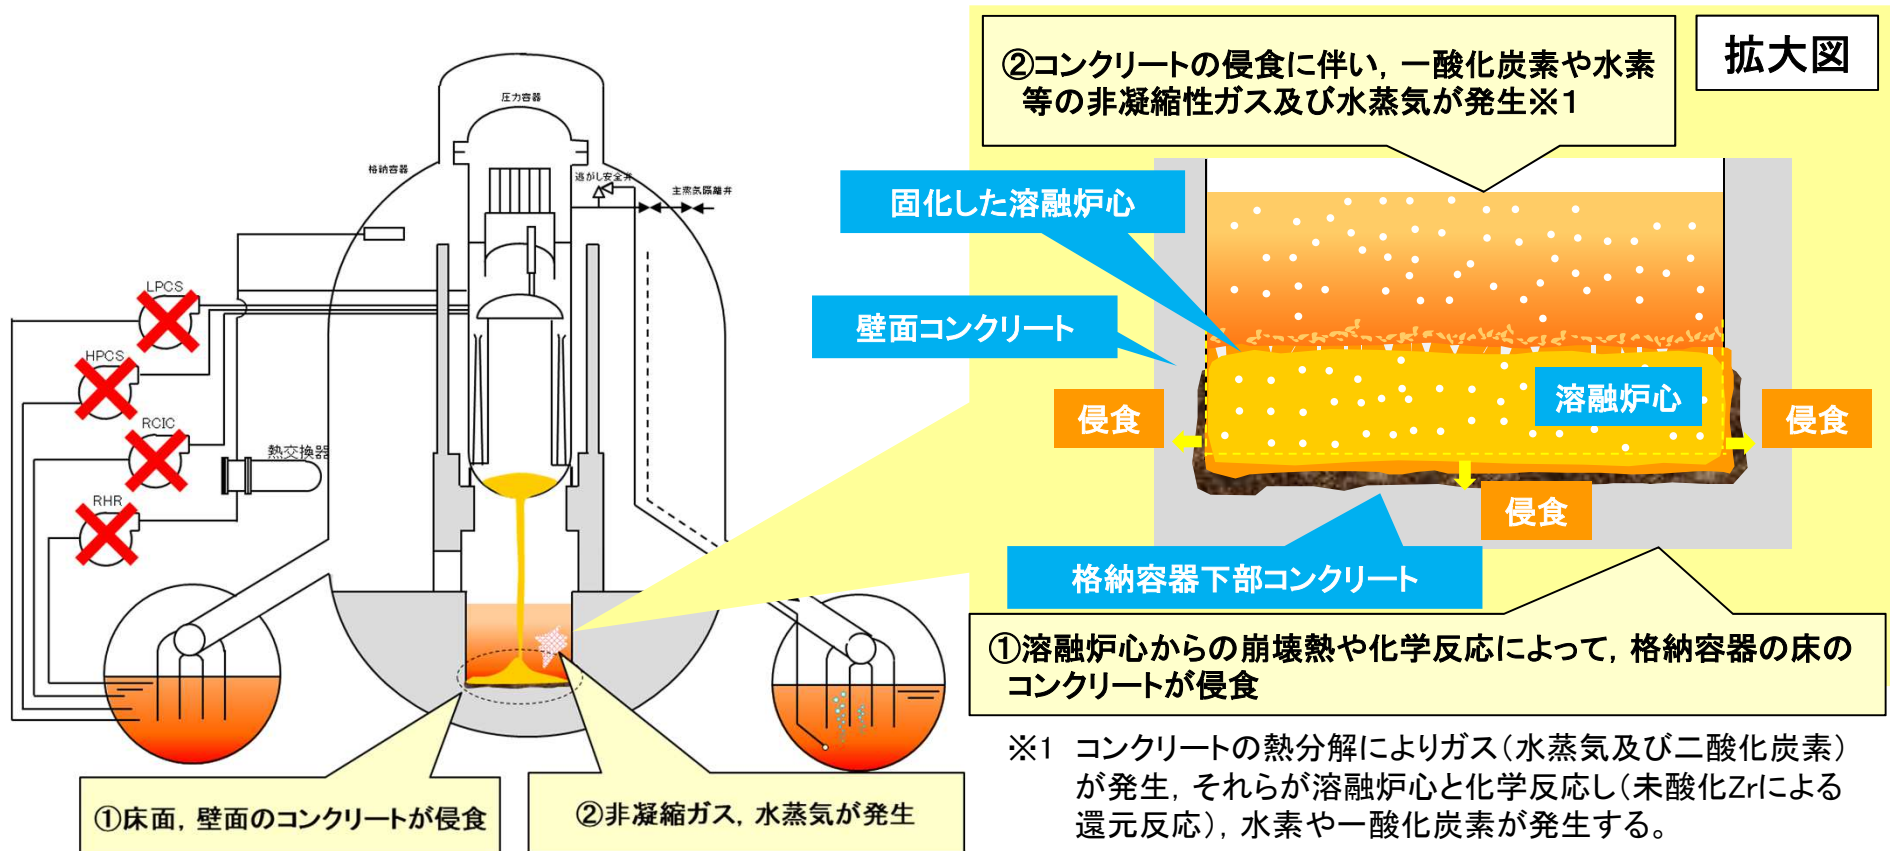 圧力容器
格納容器
逃がし安全弁
主蒸気隔離弁
LPCS
HPCS
RCIC
熱交換器
RHR
①床面，壁面のコンクリートが侵食
②非凝縮ガス，水蒸気が発生
拡大図
②コンクリートの侵食に伴い，一酸化炭素や水素
等の非凝縮性ガス及び水蒸気が発生※1
固化した溶融炉心
壁面コンクリート
溶融炉心
侵食
侵食
侵食
格納容器下部コンクリート
①溶融炉心からの崩壊熱や化学反応によって，格納容器の床の
コンクリートが侵食
※1 コンクリートの熱分解によりガス（水蒸気及び二酸化炭素）
が発生，それらが溶融炉心と化学反応し（未酸化Zrによる
還元反応），水素や一酸化炭素が発生する。